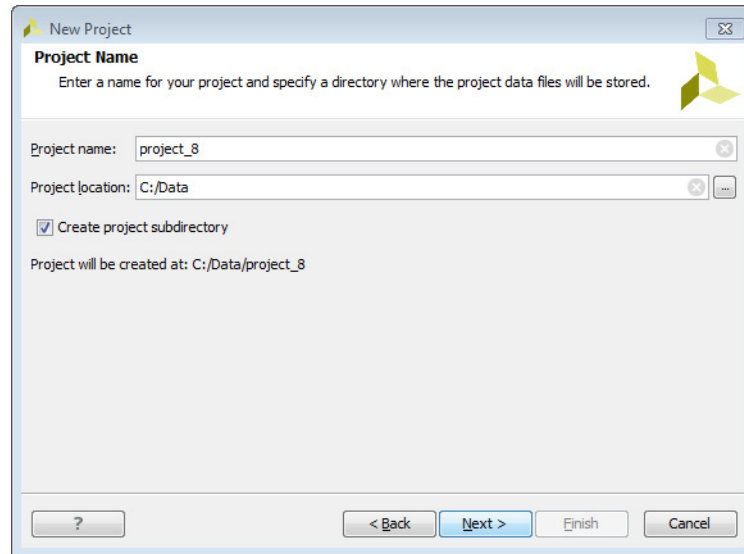 New Project
Project Name
Enter a name for your project and specify a directory where the project data files will be stored.
Project name: project_8
Project location: C:/Data ...
Create project subdirectory
Project will be created at: C:/Data/project_8
? < Back Next > Finish Cancel